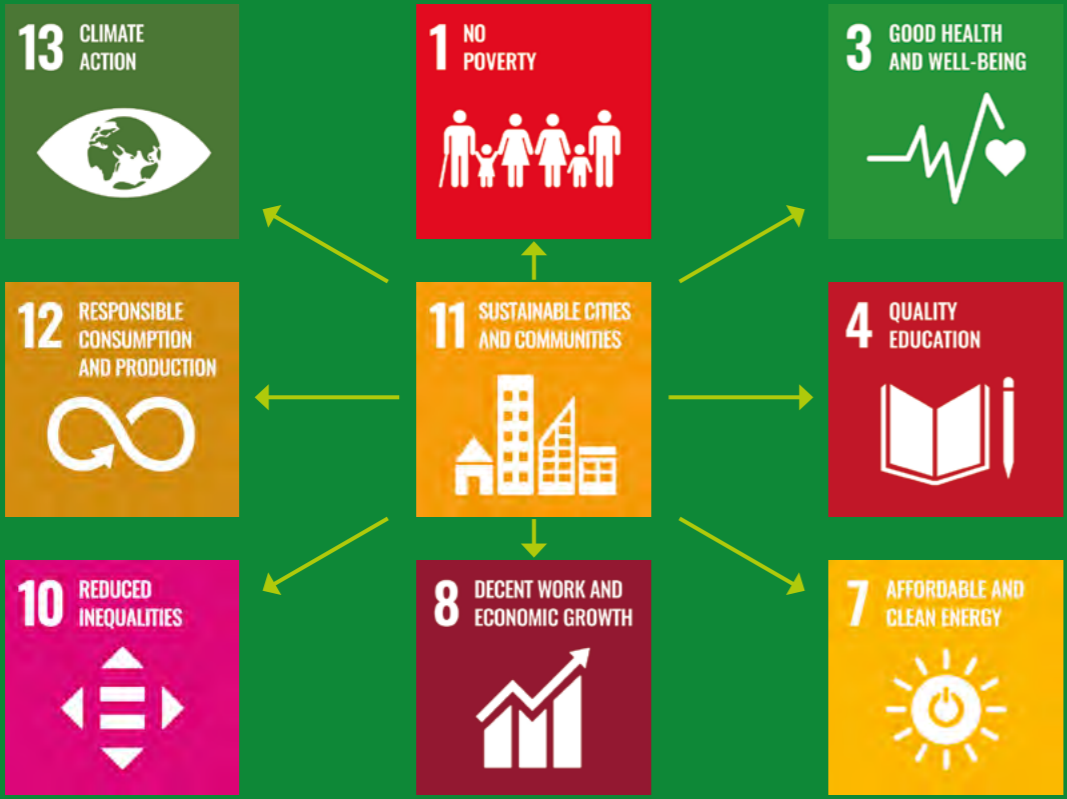 13 CLIMATE
ACTION
1 NO
POVERTY
3 GOOD HEALTH
AND WELL-BEING
12 RESPONSIBLE
CONSUMPTION
AND PRODUCTION
11 SUSTAINABLE CITIES
AND COMMUNITIES
4 QUALITY
EDUCATION
10 REDUCED
INEQUALITIES
8 DECENT WORK AND
ECONOMIC GROWTH
7 AFFORDABLE AND
CLEAN ENERGY